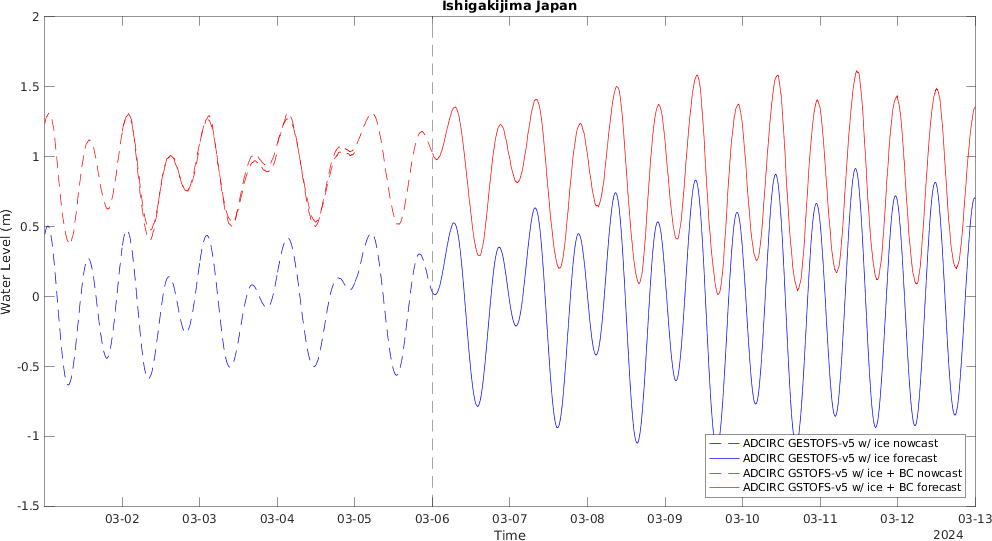 Ishigakijima Japan
2
1.5
1
0.5
0
-0.5
-1
-1.5
Water Level (m)
03-02 03-03 03-04 03-05 03-06 03-07 03-08 03-09 03-10 03-11 03-12 03-13
Time
2024
ADCIRC GESTOFS-v5 w/ ice nowcast
ADCIRC GESTOFS-v5 w/ ice forecast
ADCIRC GSTOFS-v5 w/ ice + BC nowcast
ADCIRC GSTOFS-v5 w/ ice + BC forecast